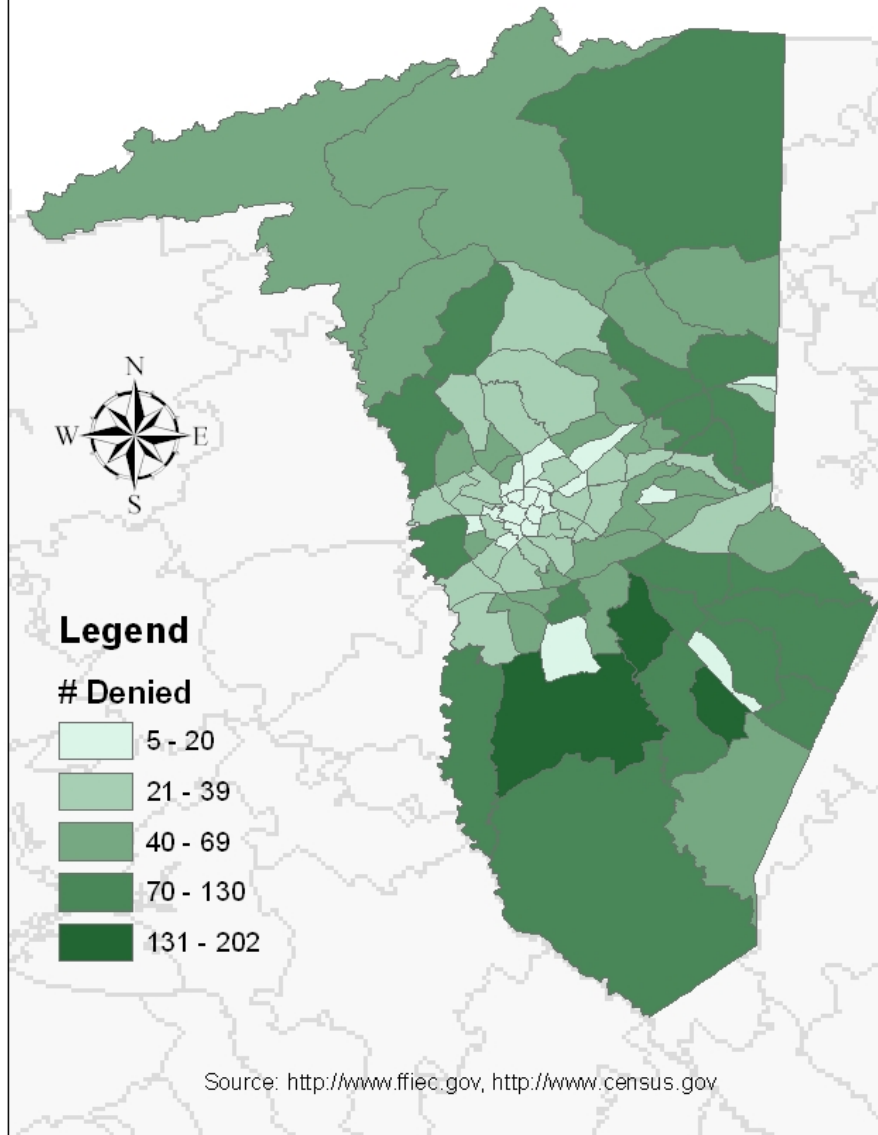 N
W E
S
Legend
# Denied
5 - 20
21 - 39
40 - 69
70 - 130
131 - 202
Source: http://www.ffiec.gov, http://www.census.gov